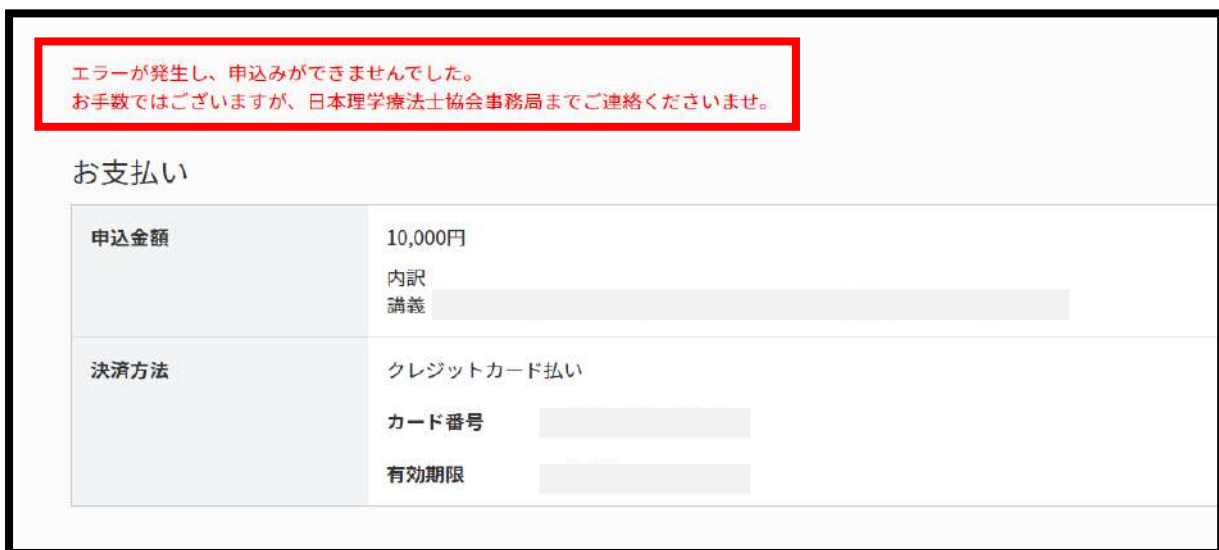 エラーが発生し、申込みができませんでした。
お手数ではございますが、日本理学療法士協会事務局までご連絡くださいませ。
お支払い
申込金額
10,000円
内訳
講義
決済方法
クレジットカード払い
カード番号
有効期限